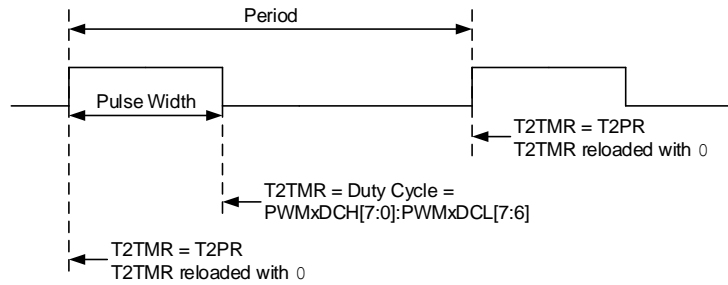 Period
Pulse Width
T2TMR = T2PR
T2TMR reloaded with 0
T2TMR = Duty Cycle =
PWMxDCH[7:0]:PWMxDCL[7:6]
T2TMR = T2PR
T2TMR reloaded with 0